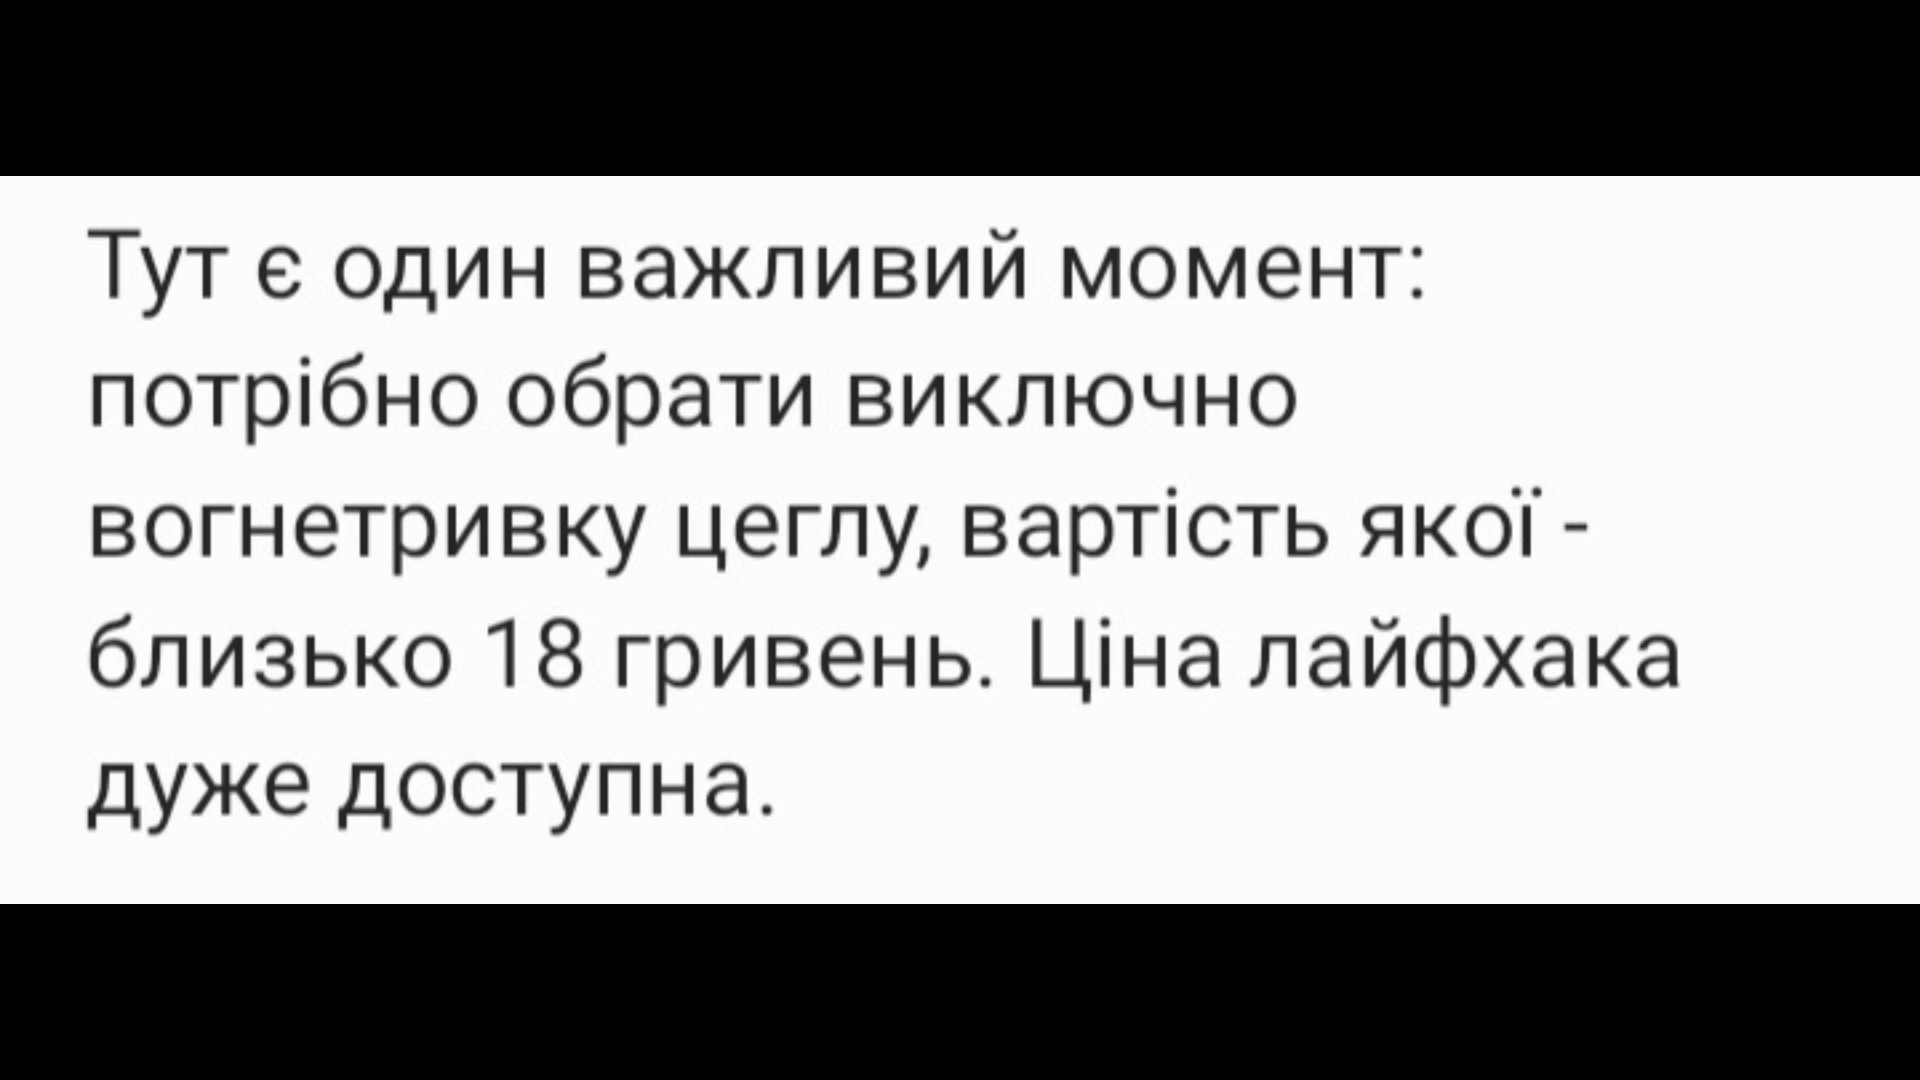 Тут є один важливий момент:
потрібно обрати виключно
вогнетривку цеглу, вартість якої -
близько 18 гривень. Ціна лайфхака
дуже доступна.